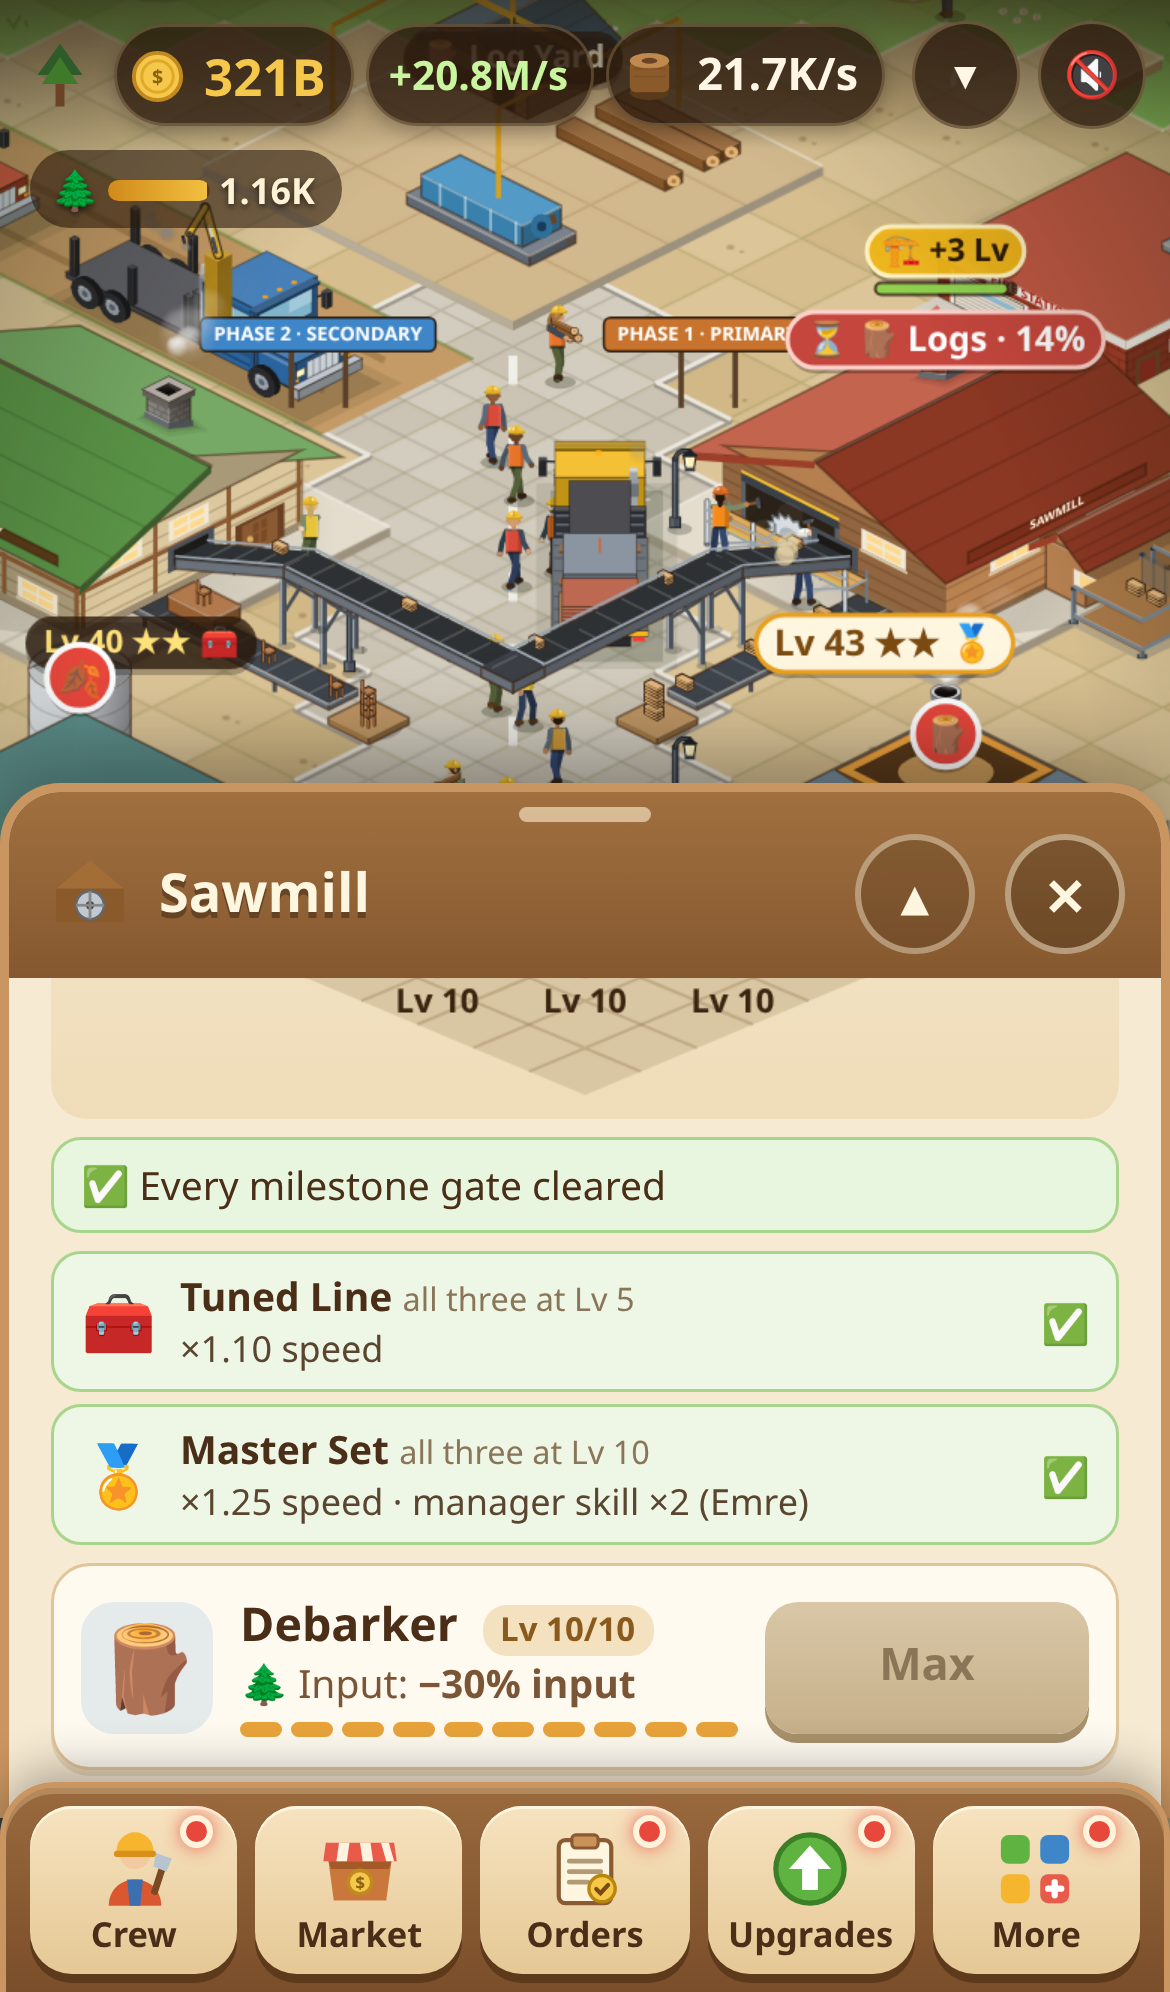 Log Yard
321B
+20.8M/s
21.7K/s
▼
1.16K
+3 Lv
PHASE 2 · SECONDARY
PHASE 1 · PRIMAR
Logs · 14%
SAWMILL
Lv 40 ★★
Lv 43 ★★
Sawmill
▲
✕
Lv 10 Lv 10 Lv 10
✅ Every milestone gate cleared
Tuned Line all three at Lv 5
×1.10 speed
Master Set all three at Lv 10
×1.25 speed · manager skill ×2 (Emre)
Debarker Lv 10/10
Input: −30% input
Max
Crew
Market
Orders
Upgrades
More